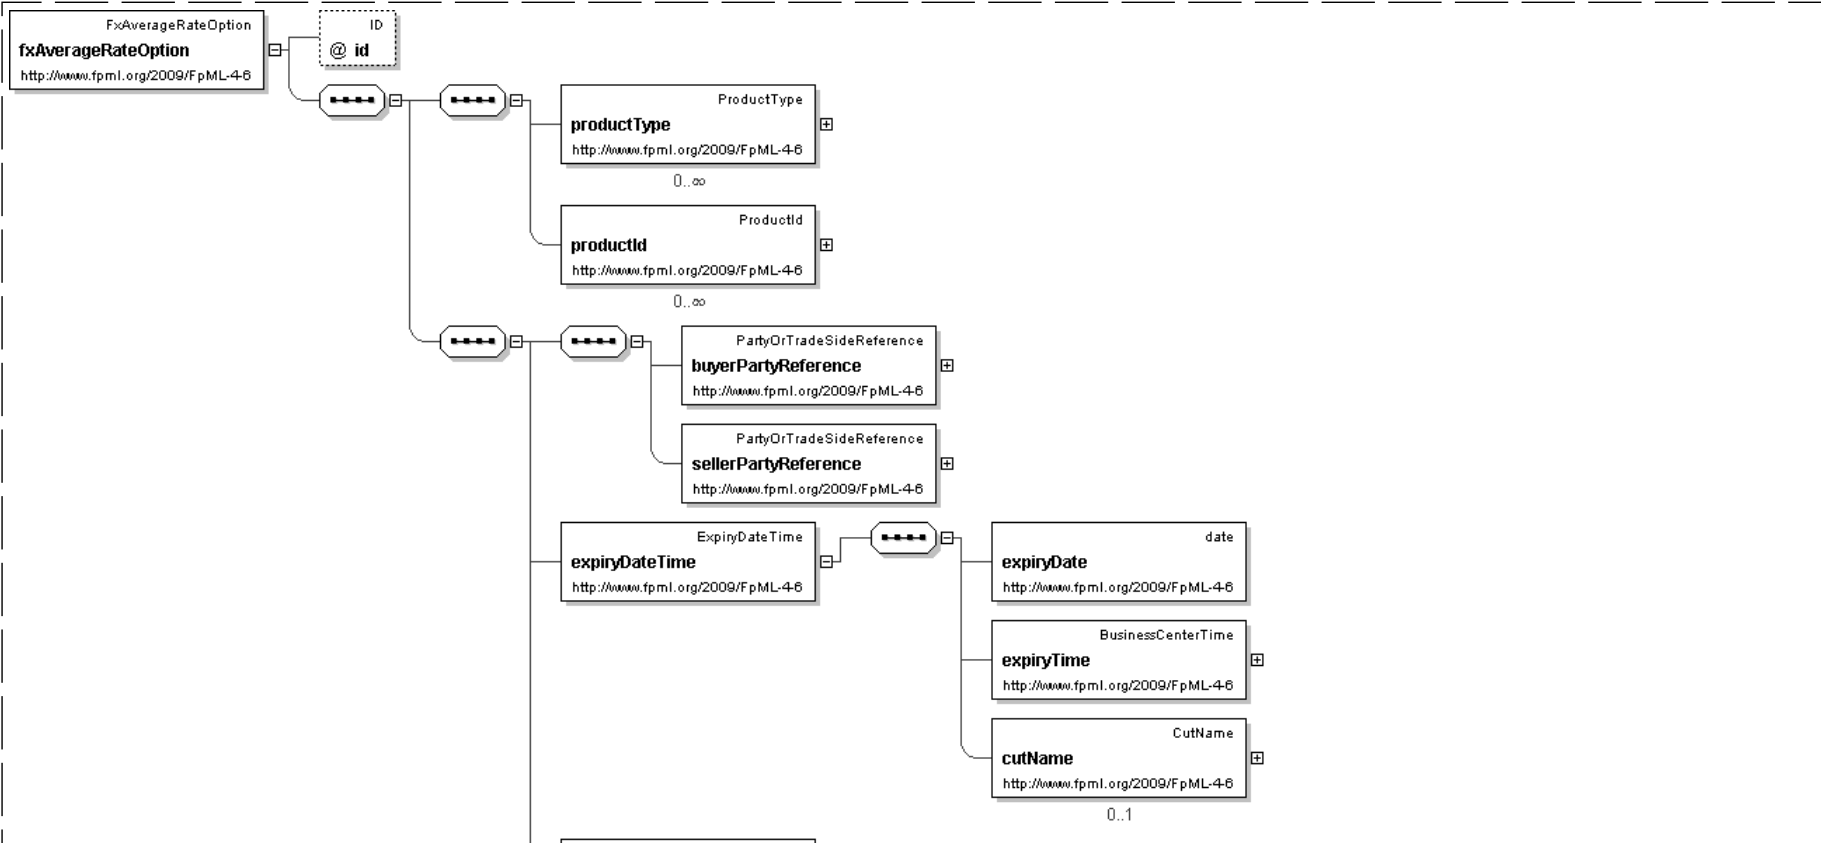 FxAverageRateOption
fxAverageRateOption
http://www.fpml.org/2009/FpML-4-6
ID
@ id
ProductType
productType
http://www.fpml.org/2009/FpML-4-6
0..∞
ProductId
productId
http://www.fpml.org/2009/FpML-4-6
0..∞
PartyOrTradeSideReference
buyerPartyReference
http://www.fpml.org/2009/FpML-4-6
PartyOrTradeSideReference
sellerPartyReference
http://www.fpml.org/2009/FpML-4-6
ExpiryDateTime
expiryDateTime
http://www.fpml.org/2009/FpML-4-6
date
expiryDate
http://www.fpml.org/2009/FpML-4-6
BusinessCenterTime
expiryTime
http://www.fpml.org/2009/FpML-4-6
CutName
cutName
http://www.fpml.org/2009/FpML-4-6
0..1